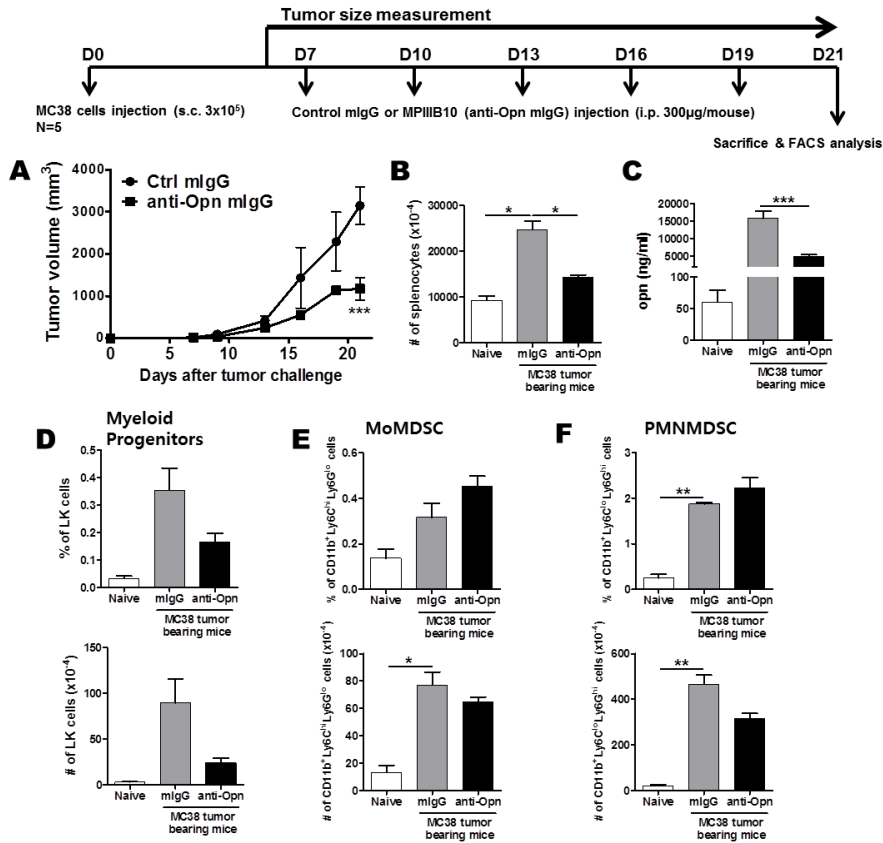 Tumor size measurement
D0 D7 D10 D13 D16 D19 D21
MC38 cells injection (s.c. 3x10⁵)
N=5
Control mIgG or MPIIIB10 (anti-Opn mIgG) injection (i.p. 300µg/mouse)
Sacrifice & FACS analysis
A
Tumor volume (mm³)
4000
3000
2000
1000
0
Ctrl mIgG
anti-Opn mIgG
***
0 5 10 15 20
Days after tumor challenge
B
# of splenocytes (x10⁻⁴)
30000
20000
10000
0
* *
Naive mIgG anti-Opn
MC38 tumor
bearing mice
C
opn (ng/ml)
20000
15000
10000
5000
100
50
0
***
Naive mIgG anti-Opn
MC38 tumor
bearing mice
D
Myeloid
Progenitors
% of LK cells
0.5
0.4
0.3
0.2
0.1
0.0
Naive mIgG anti-Opn
MC38 tumor
bearing mice
# of LK cells (x10⁻⁴)
150
100
50
0
Naive mIgG anti-Opn
MC38 tumor
bearing mice
E
MoMDSC
% of CD11b⁺Ly6Cʰⁱ Ly6Gˡᵒ cells
0.6
0.4
0.2
0.0
Naive mIgG anti-Opn
MC38 tumor
bearing mice
# of CD11b⁺ Ly6Cʰⁱ Ly6Gˡᵒ cells (x10⁻⁴)
100
80
60
40
20
0
*
Naive mIgG anti-Opn
MC38 tumor
bearing mice
F
PMNMDSC
% of CD11b⁺ Ly6Cˡᵒ Ly6Gʰⁱ cells
3
2
1
0
**
Naive mIgG anti-Opn
MC38 tumor
bearing mice
# of CD11b⁺ Ly6Cˡᵒ Ly6Gʰⁱ cells (x10⁻⁴)
600
400
200
0
**
Naive mIgG anti-Opn
MC38 tumor
bearing mice